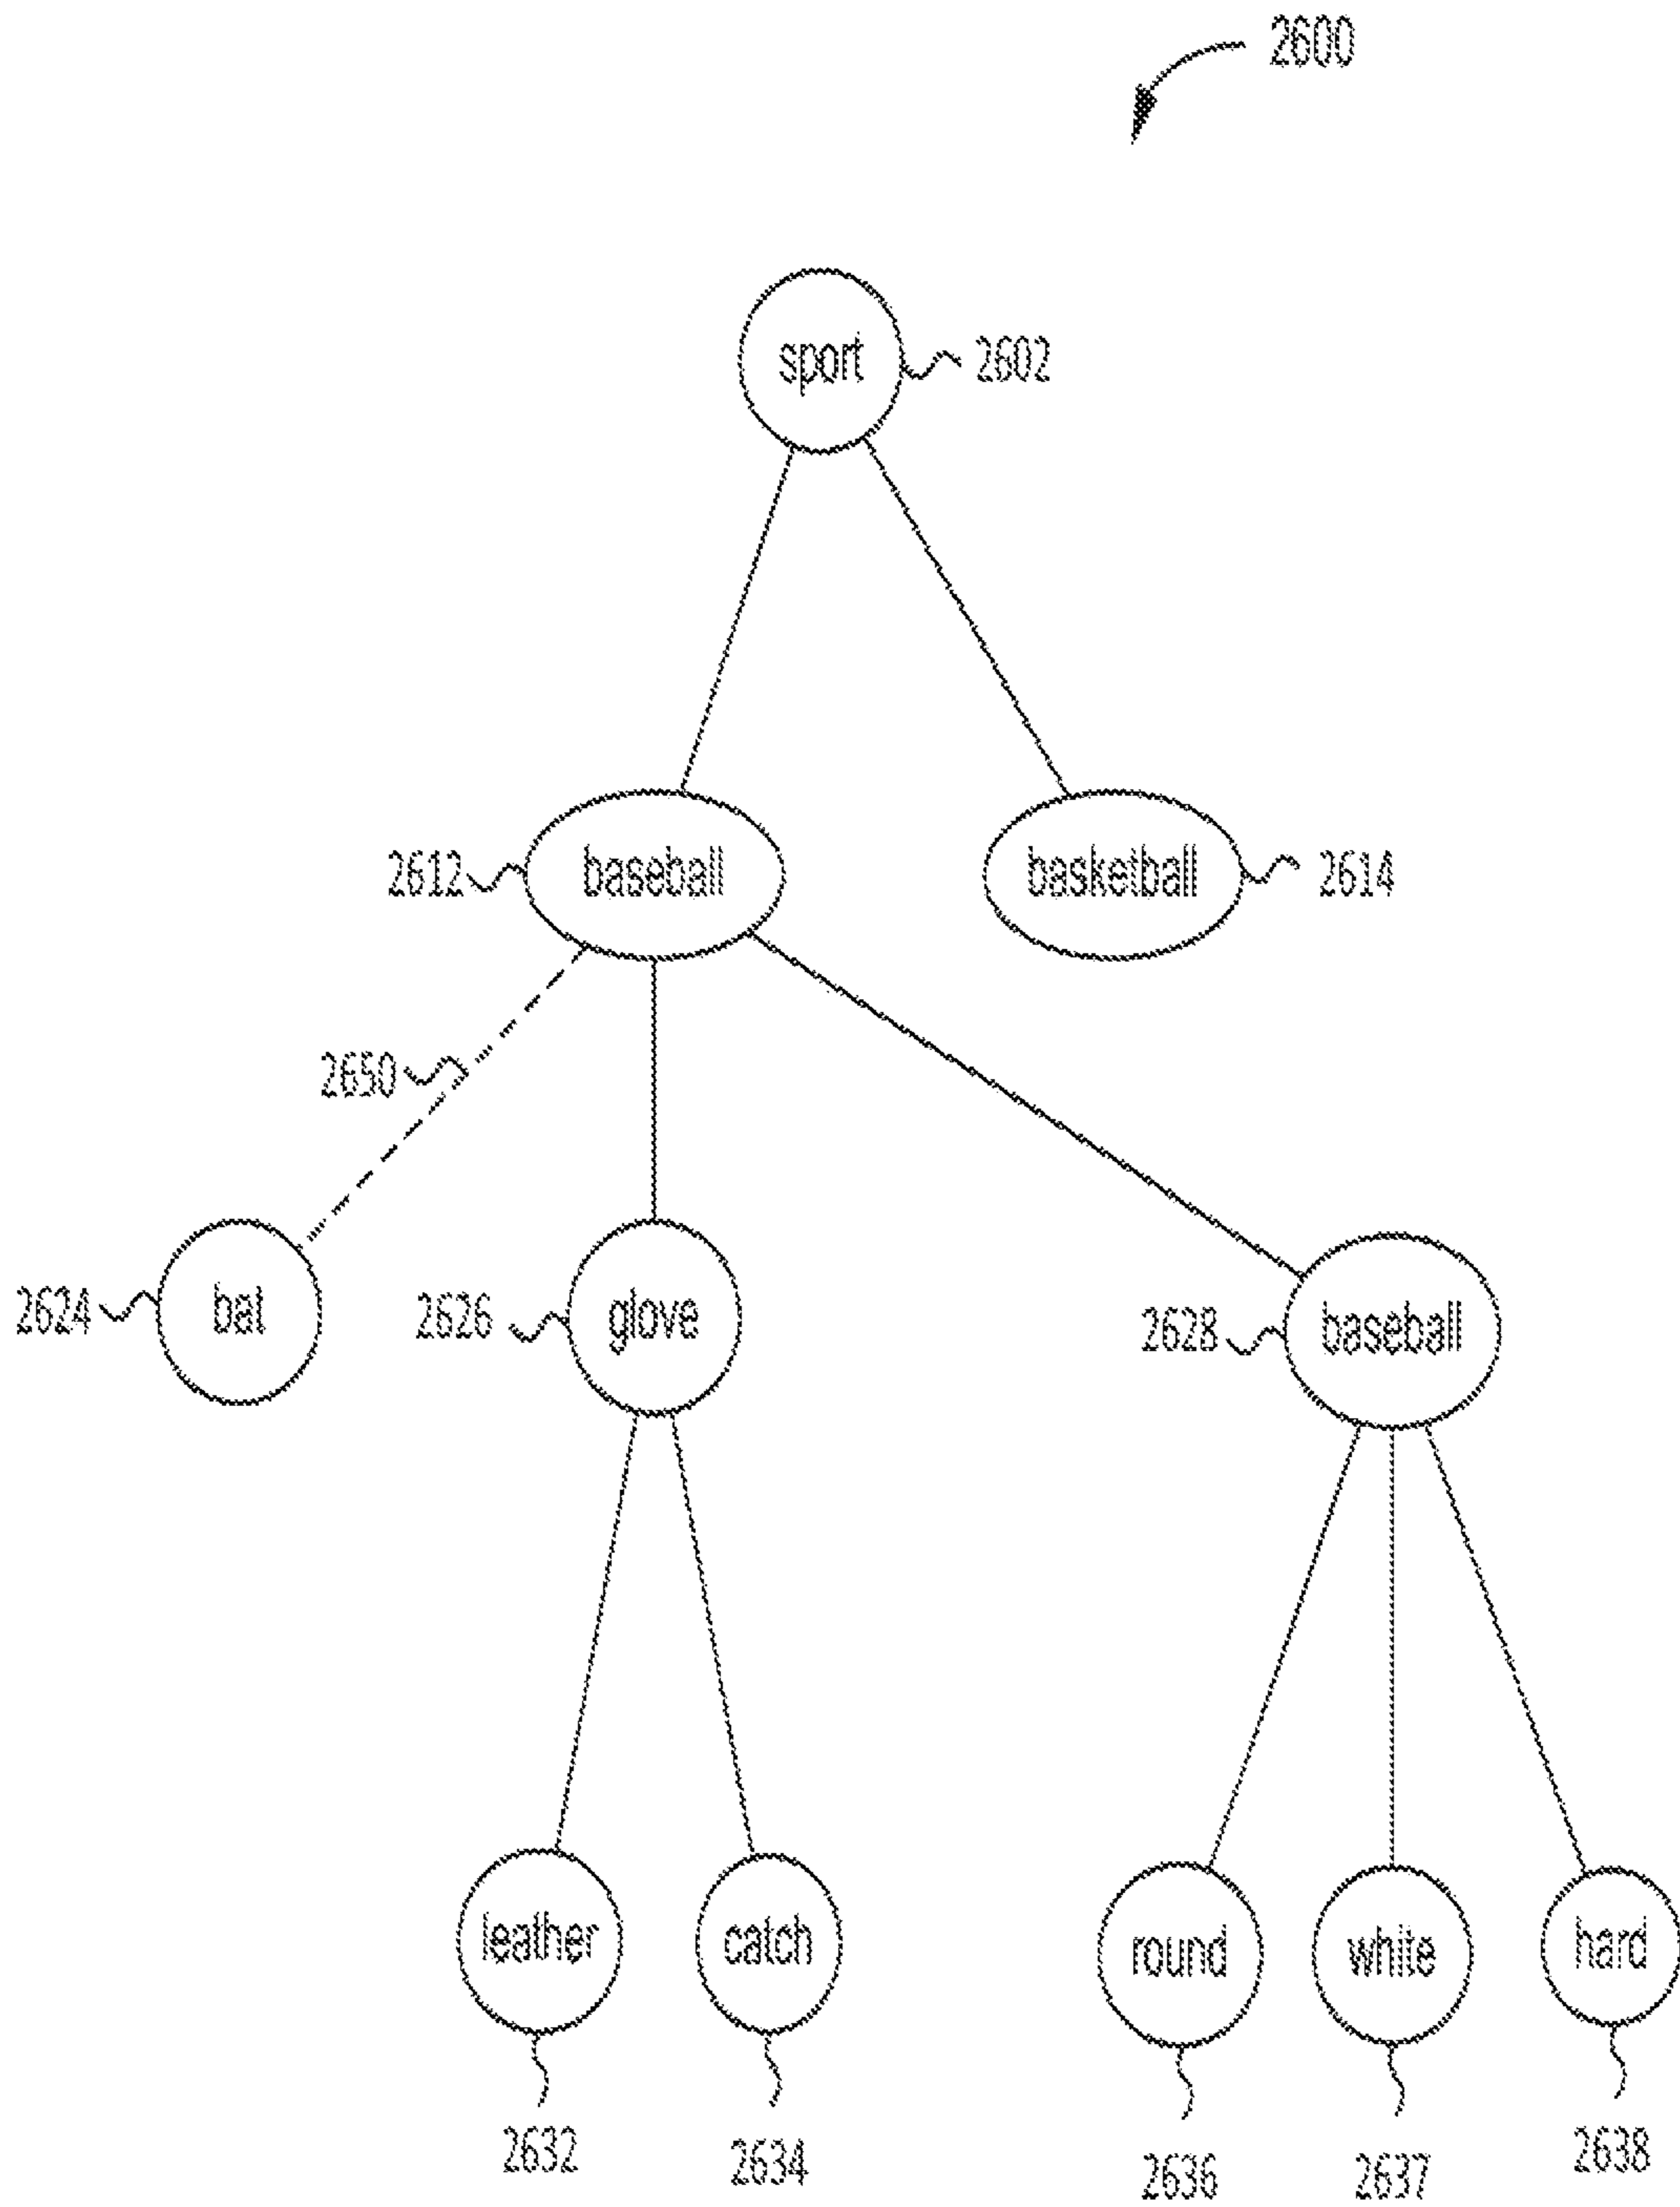 2600
sport
2602
2612
baseball
basketball
2614
2650
2624
bat
2626
glove
2628
baseball
leather
catch
round
white
hard
2632
2634
2636
2637
2638